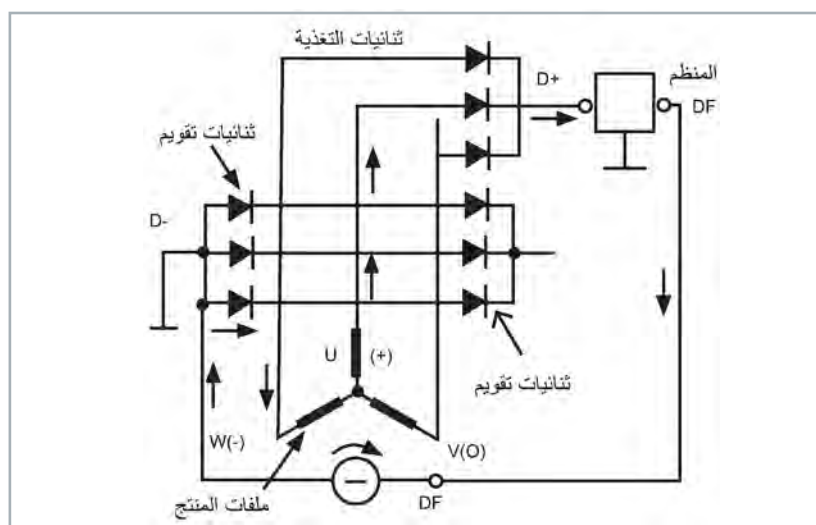 ثنائيات التغذية
D+
المنظم
DF
ثنائيات تقويم
D-
U (+)
ثنائيات تقويم
W(-)
V(O)
ملفات المنتج
DF